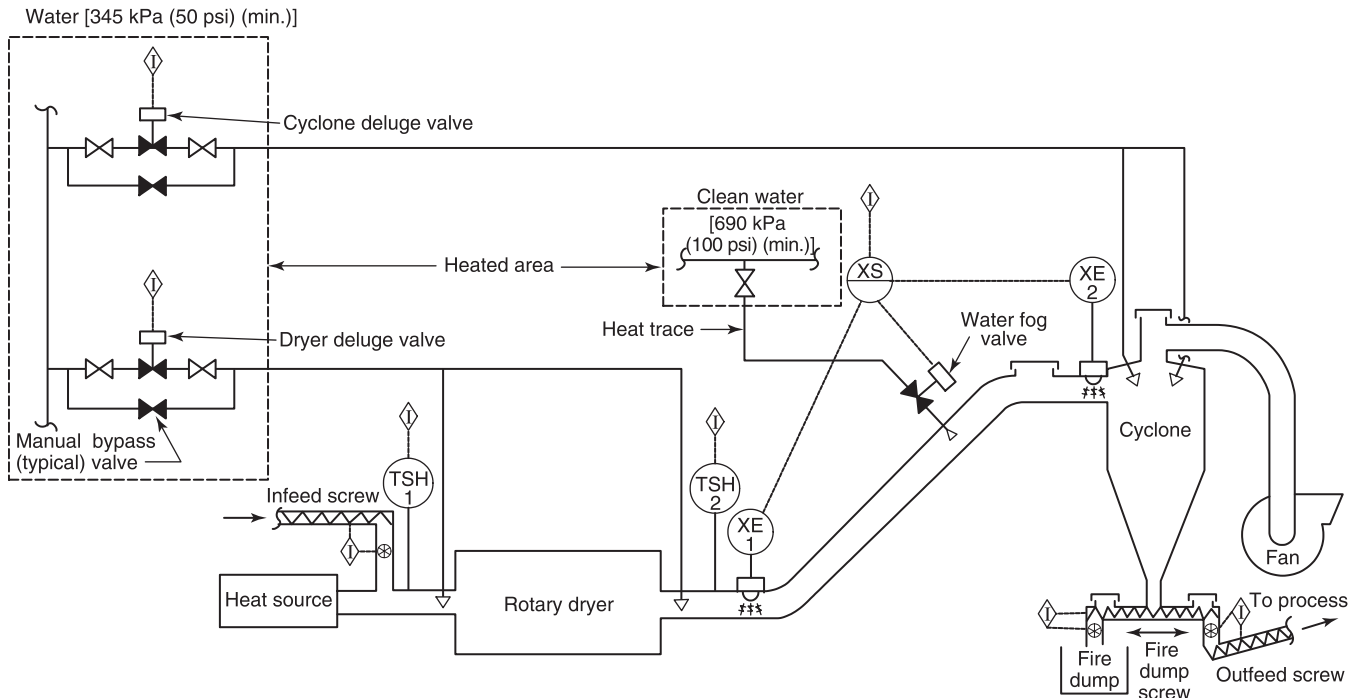 Water [345 kPa (50 psi) (min.)]
I
Cyclone deluge valve
Clean water
[690 kPa
(100 psi) (min.)]
I
XS
XE
2
Heated area
I
Dryer deluge valve
Heat trace
Water fog
valve
Manual bypass
(typical) valve
I
TSH
1
I
TSH
2
Cyclone
Infeed screw
I
XE
1
Heat source
Rotary dryer
Fan
I
I
To process
Fire
dump
Fire
dump
screw
Outfeed screw